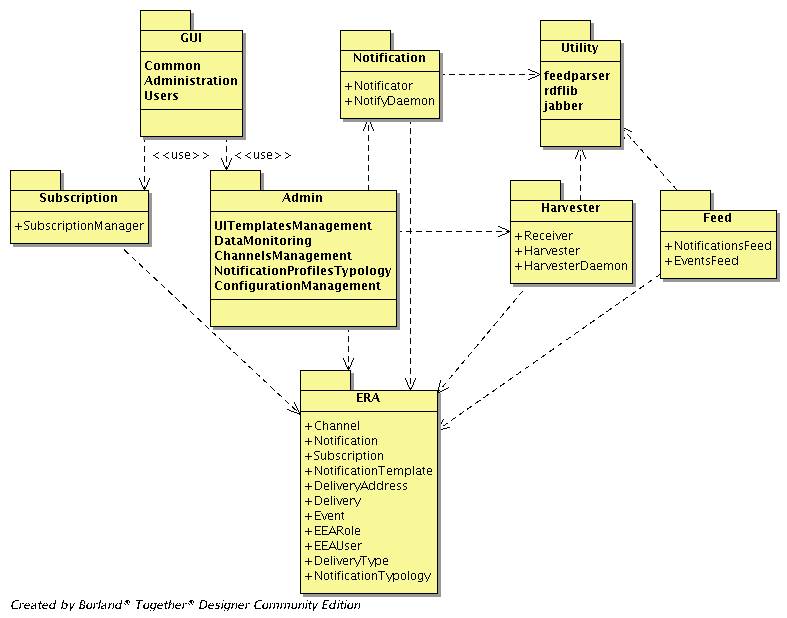 GUI
Common
Administration
Users
Notification
+Notificator
+NotifyDaemon
Utility
feedparser
rdflib
jabber
<<use>>
<<use>>
Subscription
+SubscriptionManager
Admin
UITemplatesManagement
DataMonitoring
ChannelsManagement
NotificationProfilesTypology
ConfigurationManagement
Harvester
+Receiver
+Harvester
+HarvesterDaemon
Feed
+NotificationsFeed
+EventsFeed
ERA
+Channel
+Notification
+Subscription
+NotificationTemplate
+DeliveryAddress
+Delivery
+Event
+EEARole
+EEAUser
+DeliveryType
+NotificationTypology
Created by Borland® Together® Designer Community Edition